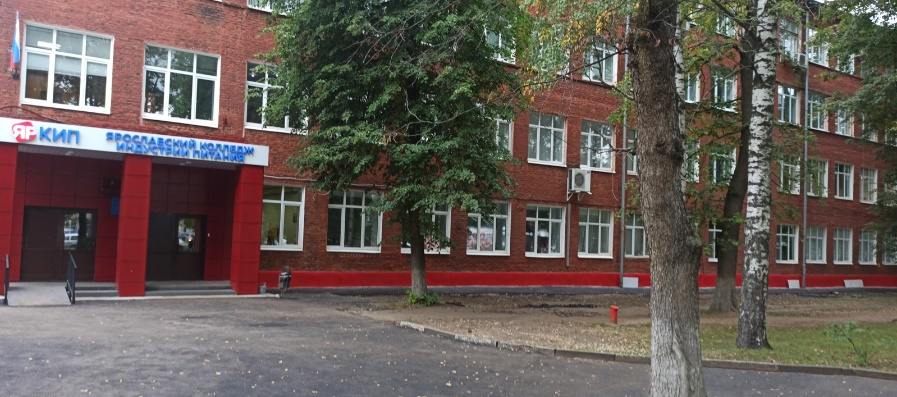 ЯРКИП
ЯРОСЛАВСКИЙ КОЛЛЕДЖ
ИНДУСТРИИ ПИТАНИЯ